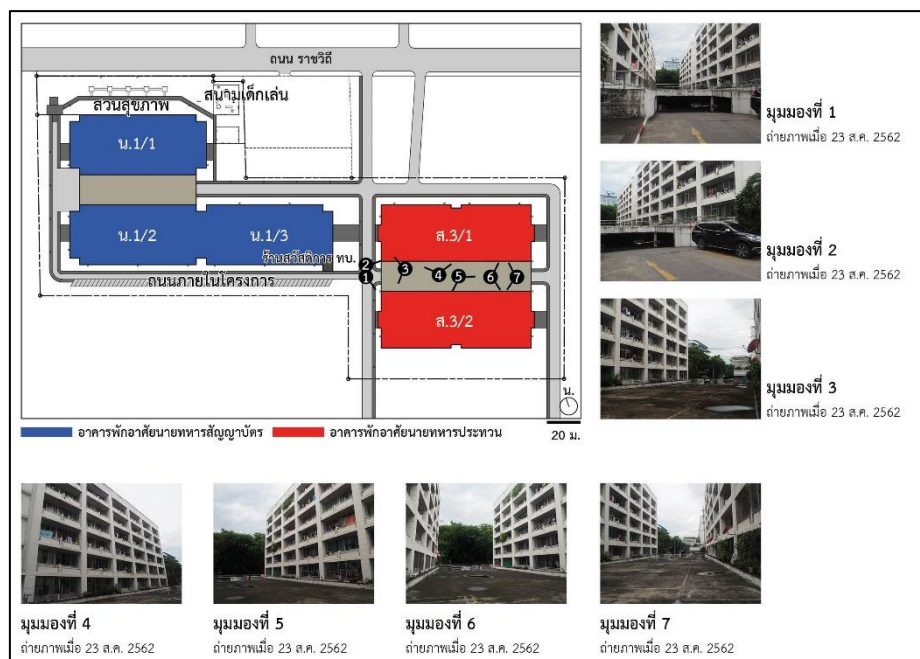 ถนน ราชวิถี
สนามเด็กเล่น
สวนสุขภาพ
น.1/1
น.1/2
น.1/3
ร้านสวัสดิการ ทบ.
ถนนภายในโครงการ
ส.3/1
2
1
3
4
5
6
7
ส.3/2
น.
อาคารพักอาศัยนายทหารสัญญาบัตร
อาคารพักอาศัยนายทหารประทวน
20 ม.
มุมมองที่ 1
ถ่ายภาพเมื่อ 23 ส.ค. 2562
มุมมองที่ 2
ถ่ายภาพเมื่อ 23 ส.ค. 2562
มุมมองที่ 3
ถ่ายภาพเมื่อ 23 ส.ค. 2562
มุมมองที่ 4
ถ่ายภาพเมื่อ 23 ส.ค. 2562
มุมมองที่ 5
ถ่ายภาพเมื่อ 23 ส.ค. 2562
มุมมองที่ 6
ถ่ายภาพเมื่อ 23 ส.ค. 2562
มุมมองที่ 7
ถ่ายภาพเมื่อ 23 ส.ค. 2562